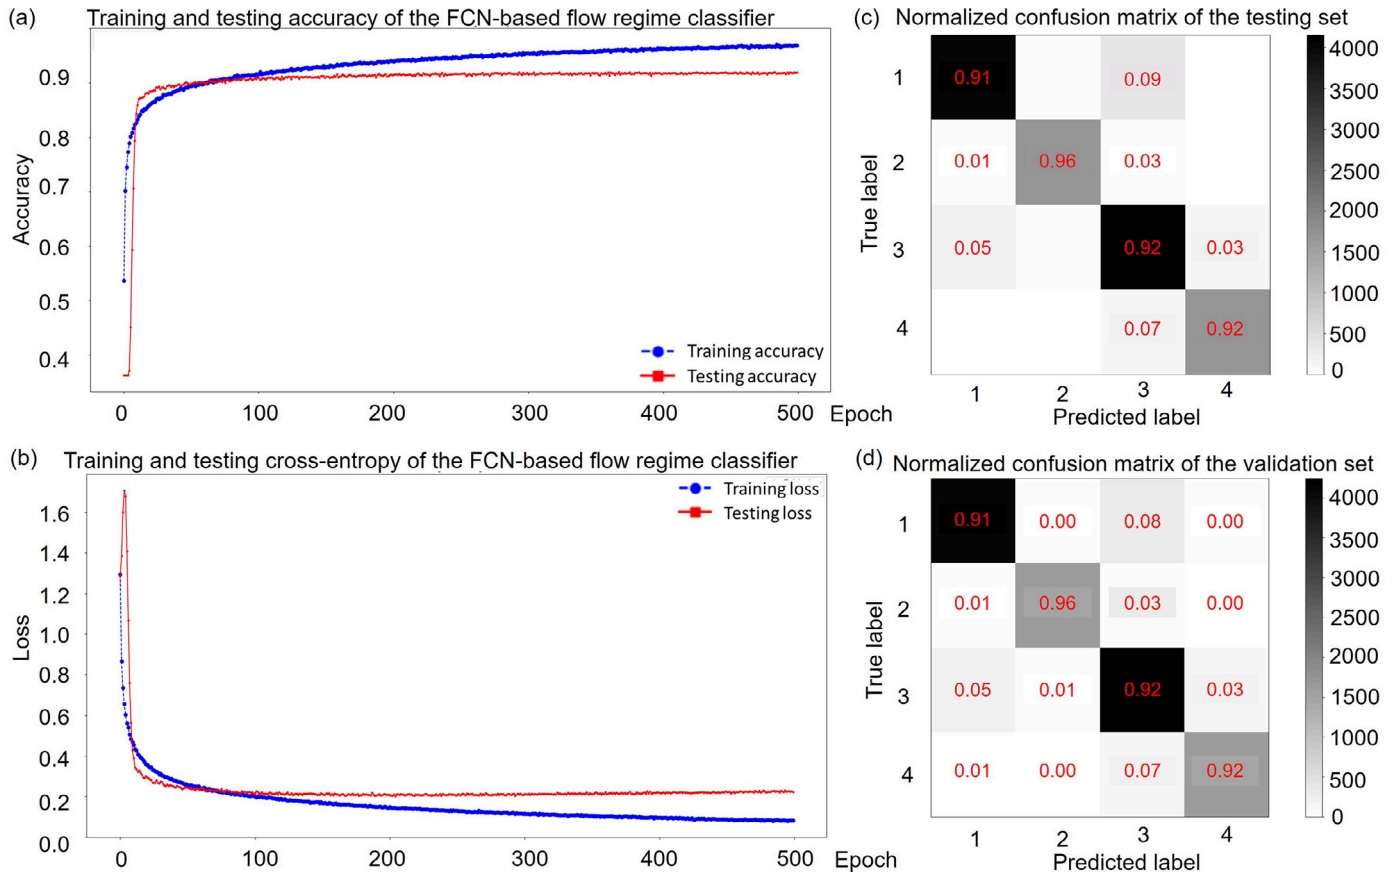 (a) Training and testing accuracy of the FCN-based flow regime classifier
0.9
0.8
0.7
0.6
0.5
0.4
Accuracy
Training accuracy
Testing accuracy
0 100 200 300 400 500 Epoch
(b) Training and testing cross-entropy of the FCN-based flow regime classifier
1.6
1.4
1.2
1.0
0.8
0.6
0.4
0.2
0.0
Loss
Training loss
Testing loss
0 100 200 300 400 500 Epoch
(c) Normalized confusion matrix of the testing set
True label
1 0.91 0.09
2 0.01 0.96 0.03
3 0.05 0.92 0.03
4 0.07 0.92
1 2 3 4
Predicted label
4000
3500
3000
2500
2000
1500
1000
500
0
(d) Normalized confusion matrix of the validation set
True label
1 0.91 0.00 0.08 0.00
2 0.01 0.96 0.03 0.00
3 0.05 0.01 0.92 0.03
4 0.01 0.00 0.07 0.92
1 2 3 4
Predicted label
4000
3500
3000
2500
2000
1500
1000
500
0